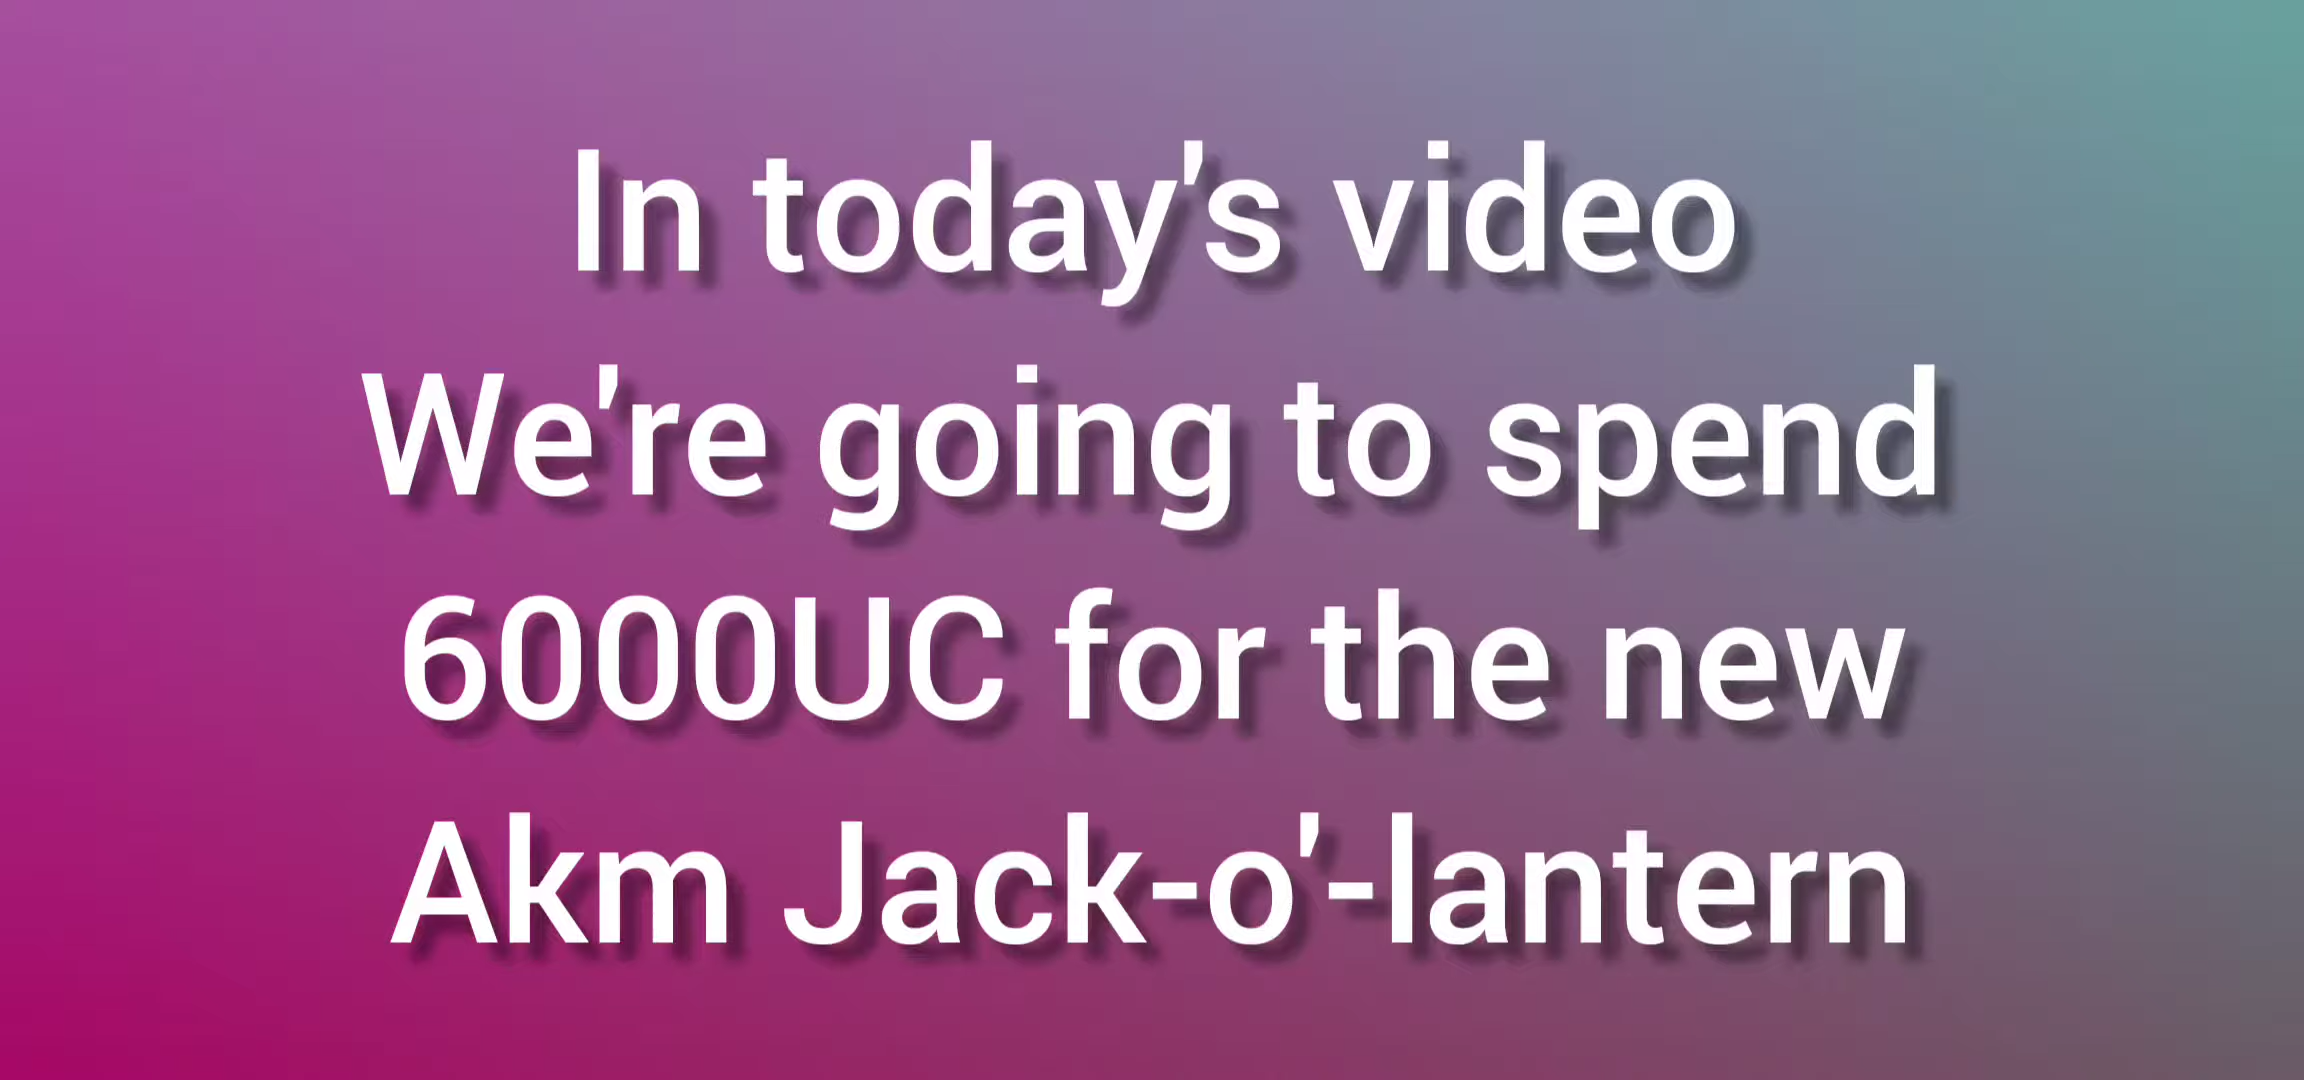 In today's video
We're going to spend
6000UC for the new
Akm Jack-o'-lantern